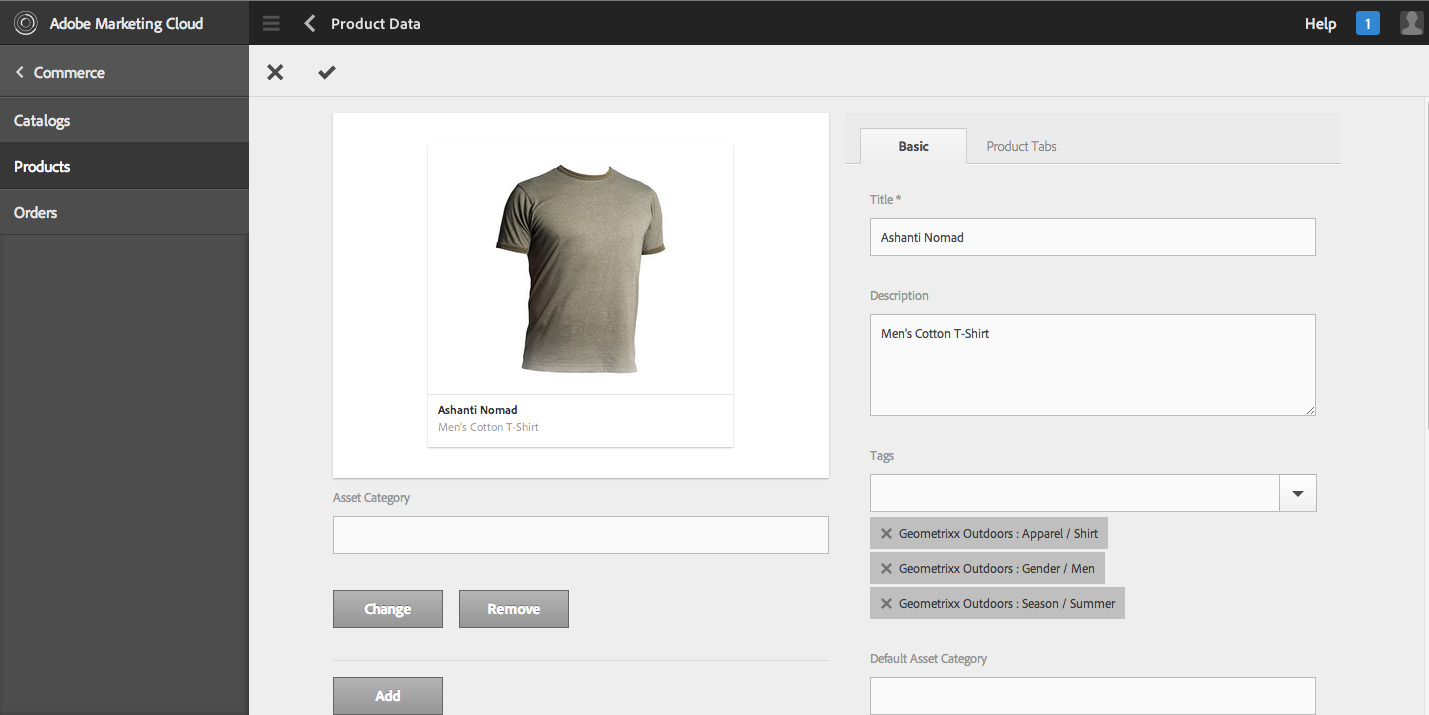 Adobe Marketing Cloud
Product Data
Help
1
Commerce
Catalogs
Products
Orders
Ashanti Nomad
Men's Cotton T-Shirt
Asset Category
Change
Remove
Add
Basic
Product Tabs
Title *
Ashanti Nomad
Description
Men's Cotton T-Shirt
Tags
Geometrixx Outdoors : Apparel / Shirt
Geometrixx Outdoors : Gender / Men
Geometrixx Outdoors : Season / Summer
Default Asset Category